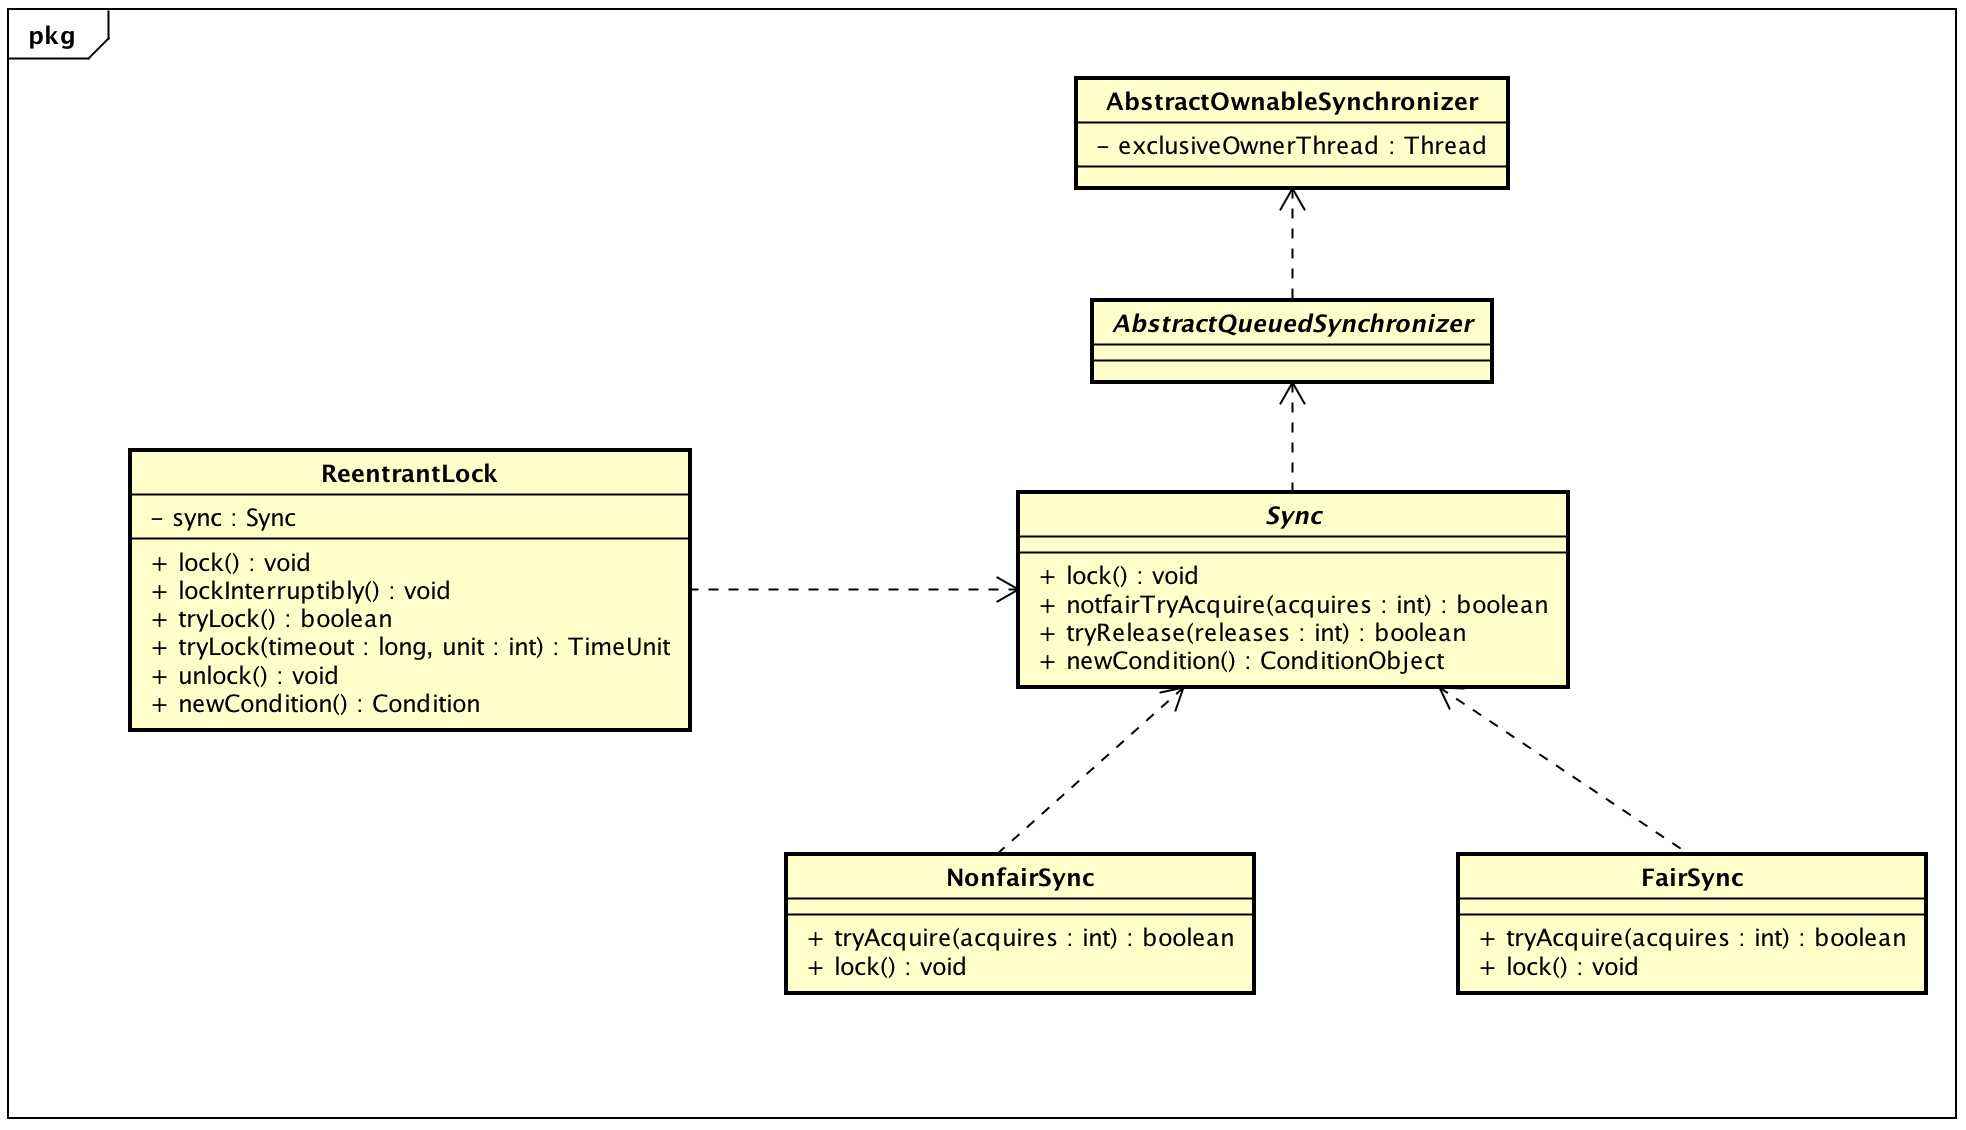 pkg
AbstractOwnableSynchronizer
- exclusiveOwnerThread : Thread
AbstractQueuedSynchronizer
ReentrantLock
- sync : Sync
+ lock() : void
+ lockInterruptibly() : void
+ tryLock() : boolean
+ tryLock(timeout : long, unit : int) : TimeUnit
+ unlock() : void
+ newCondition() : Condition
Sync
+ lock() : void
+ notfairTryAcquire(acquires : int) : boolean
+ tryRelease(releases : int) : boolean
+ newCondition() : ConditionObject
NonfairSync
+ tryAcquire(acquires : int) : boolean
+ lock() : void
FairSync
+ tryAcquire(acquires : int) : boolean
+ lock() : void